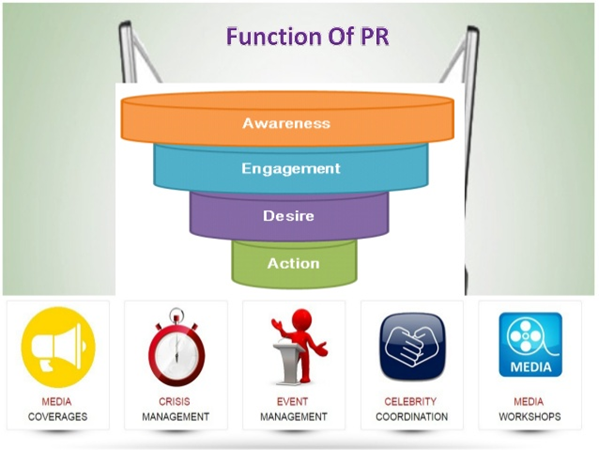 Function Of PR
Awareness
Engagement
Desire
Action
MEDIA
COVERAGES
CRISIS
MANAGEMENT
EVENT
MANAGEMENT
CELEBRITY
COORDINATION
MEDIA
MEDIA
WORKSHOPS